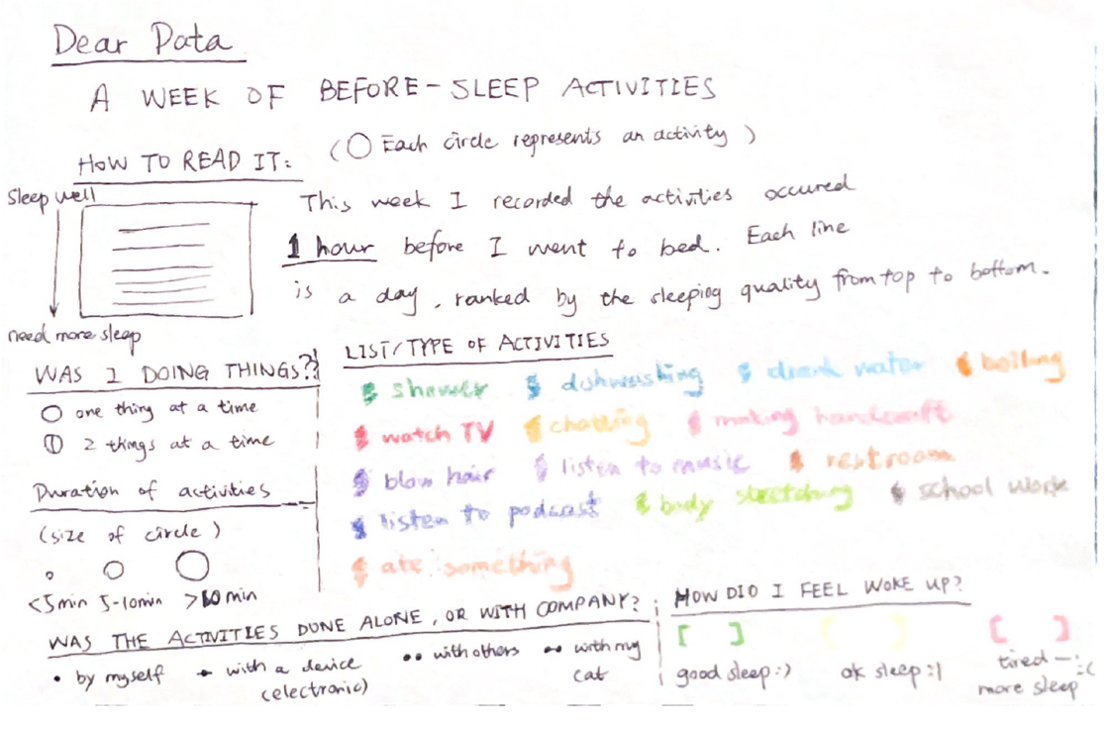 Dear Data
A WEEK OF BEFORE-SLEEP ACTIVITIES
(○ Each circle represents an activity)
HOW TO READ IT:
Sleep well
need more sleep
This week I recorded the activities occured
1 hour before I went to bed. Each line
is a day, ranked by the sleeping quality from top to bottom.
WAS I DOING THINGS?
one thing at a time
2 things at a time
Duration of activities
(size of circle)
<5min 5-10min >10 min
LIST/TYPE OF ACTIVITIES
shower dishwashing drank water boiling
watch TV chatting making handcraft
blow hair listen to music restroom
listen to podcast body stretching school work
ate something
WAS THE ACTIVITIES DONE ALONE, OR WITH COMPANY?
by myself with a device (electronic) with others with my cat
HOW DID I FEEL WOKE UP?
[ ] [ ] [ ]
good sleep :) ok sleep :| tired — :(
more sleep